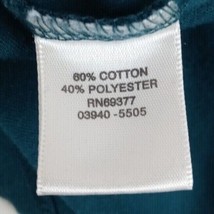 60% COTTON
40% POLYESTER
RN69377
03940 -5505